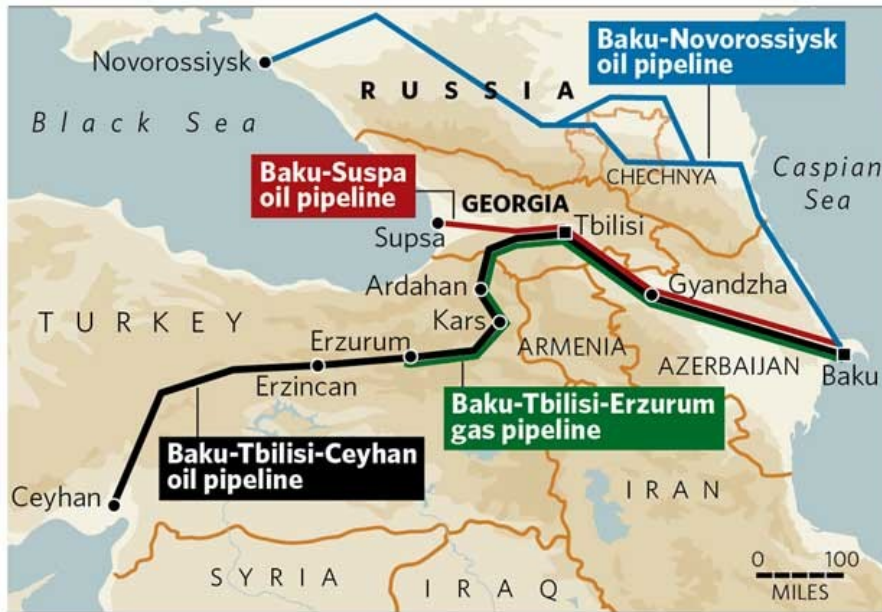 Baku-Novorossiysk
oil pipeline
Novorossiysk
RUSSIA
Black Sea
Caspian
Sea
CHECHNYA
Baku-Suspa
oil pipeline
GEORGIA
Tbilisi
Supsa
Ardahan
Gyandzha
TURKEY
Kars
Erzurum
ARMENIA
AZERBAIJAN
Baku
Erzincan
Baku-Tbilisi-Erzurum
gas pipeline
Baku-Tbilisi-Ceyhan
oil pipeline
Ceyhan
IRAN
SYRIA
IRAQ
0 100
MILES